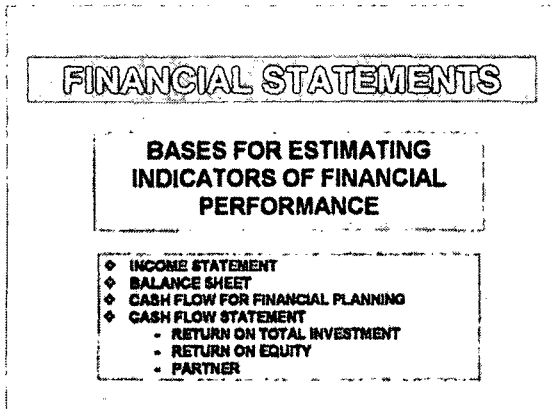 FINANCIAL STATEMENTS
BASES FOR ESTIMATING
INDICATORS OF FINANCIAL
PERFORMANCE
❖ INCOME STATEMENT
❖ BALANCE SHEET
❖ CASH FLOW FOR FINANCIAL PLANNING
❖ CASH FLOW STATEMENT
- RETURN ON TOTAL INVESTMENT
- RETURN ON EQUITY
- PARTNER